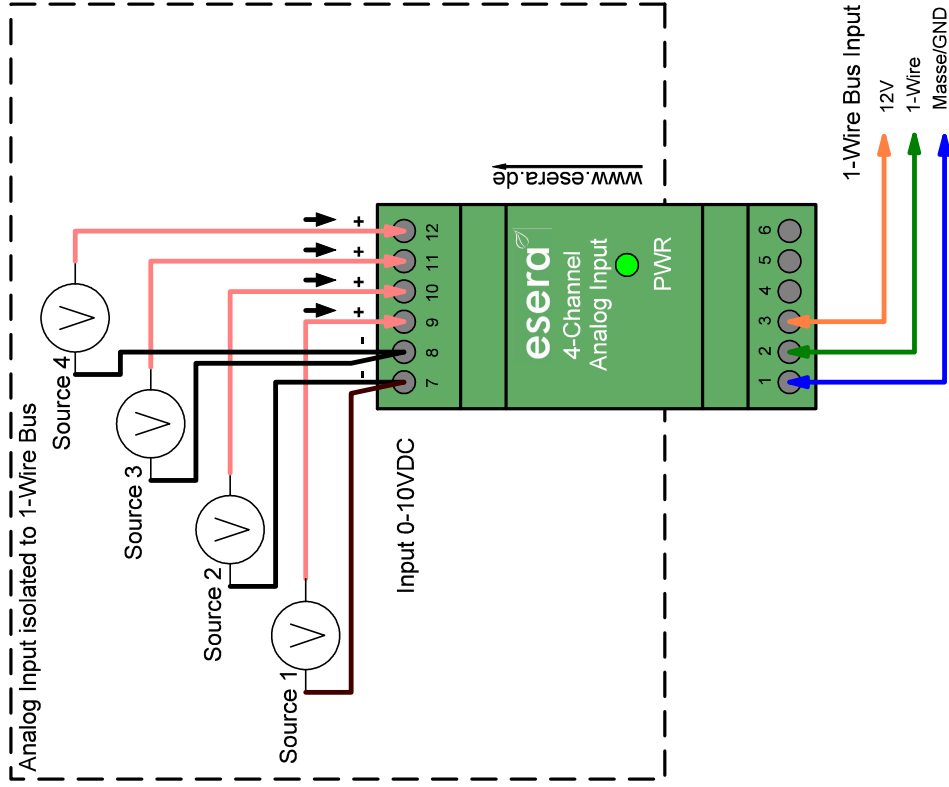 Analog Input isolated to 1-Wire Bus
Source 4
Source 3
Source 2
Source 1
V
V
V
V
+
+
+
+
-
-
12
11
10
9
8
7
Input 0-10VDC
www.esera.de
esera
4-Channel
Analog Input
PWR
6
5
4
3
2
1
1-Wire Bus Input
12V
1-Wire
Masse/GND